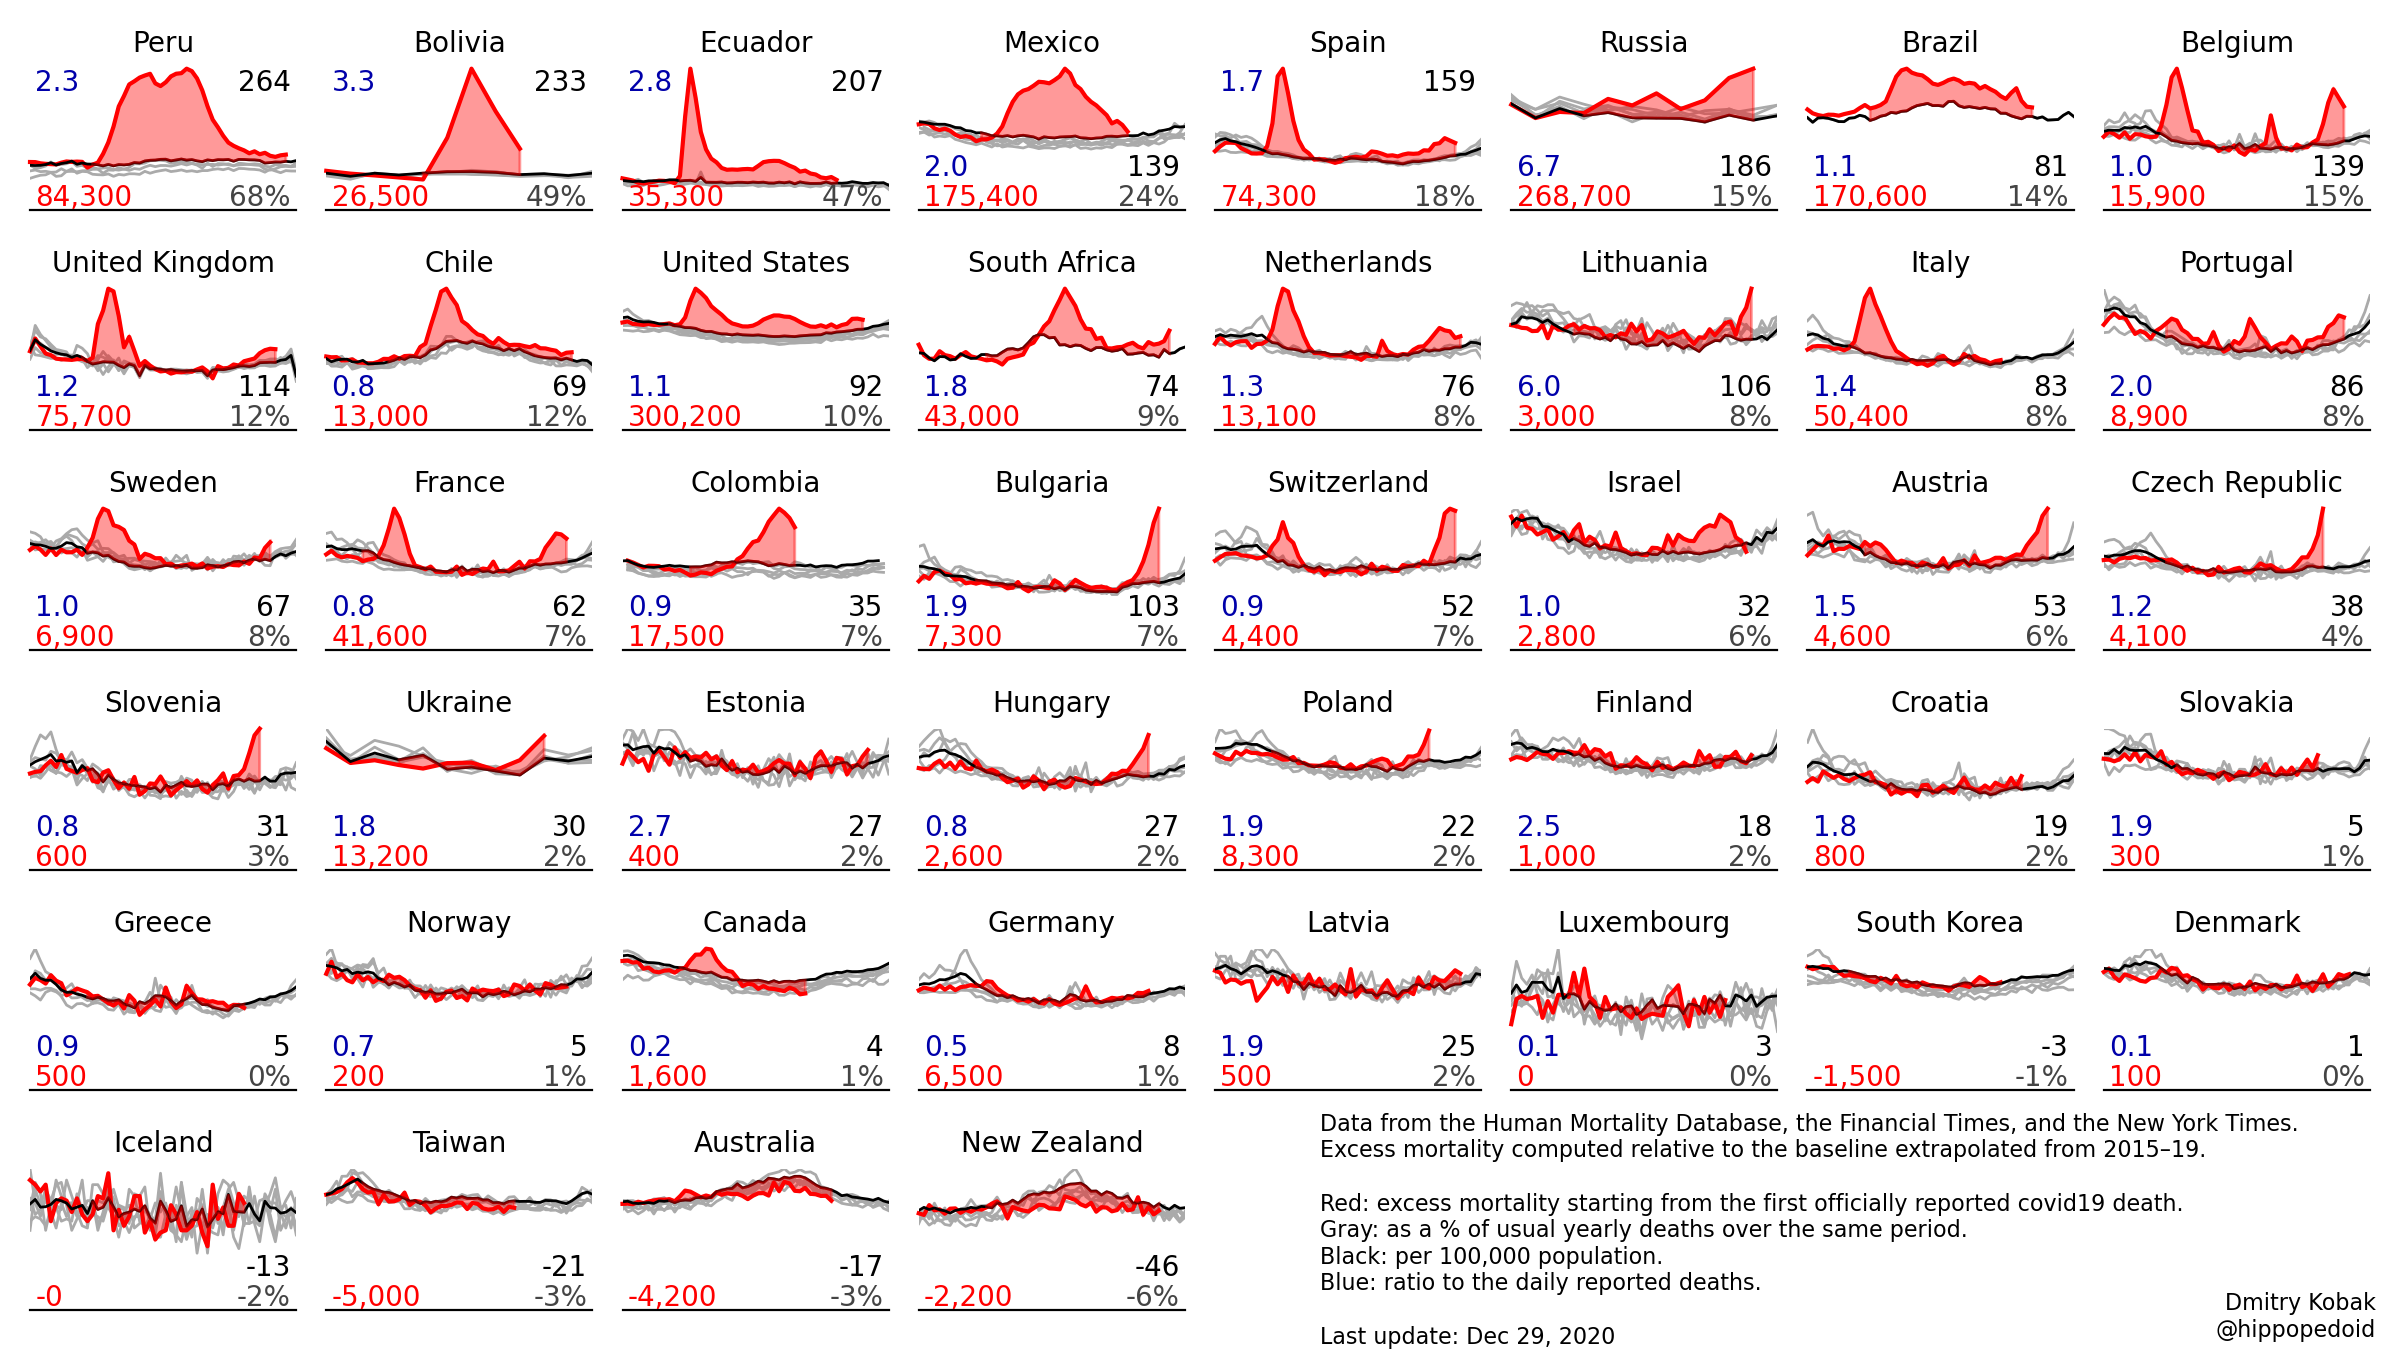 Peru Bolivia Ecuador Mexico Spain Russia Brazil Belgium
2.3 264 3.3 233 2.8 207 1.7 159
2.0 139 6.7 186 1.1 81 1.0 139
84,300 68% 26,500 49% 35,300 47% 175,400 24% 74,300 18% 268,700 15% 170,600 14% 15,900 15%
United Kingdom Chile United States South Africa Netherlands Lithuania Italy Portugal
1.2 114 0.8 69 1.1 92 1.8 74 1.3 76 6.0 106 1.4 83 2.0 86
75,700 12% 13,000 12% 300,200 10% 43,000 9% 13,100 8% 3,000 8% 50,400 8% 8,900 8%
Sweden France Colombia Bulgaria Switzerland Israel Austria Czech Republic
1.0 67 0.8 62 0.9 35 1.9 103 0.9 52 1.0 32 1.5 53 1.2 38
6,900 8% 41,600 7% 17,500 7% 7,300 7% 4,400 7% 2,800 6% 4,600 6% 4,100 4%
Slovenia Ukraine Estonia Hungary Poland Finland Croatia Slovakia
0.8 31 1.8 30 2.7 27 0.8 27 1.9 22 2.5 18 1.8 19 1.9 5
600 3% 13,200 2% 400 2% 2,600 2% 8,300 2% 1,000 2% 800 2% 300 1%
Greece Norway Canada Germany Latvia Luxembourg South Korea Denmark
0.9 5 0.7 5 0.2 4 0.5 8 1.9 25 0.1 3 -3 0.1 1
500 0% 200 1% 1,600 1% 6,500 1% 500 2% 0 0% -1,500 -1% 100 0%
Iceland Taiwan Australia New Zealand
-13 -21 -17 -46
-0 -2% -5,000 -3% -4,200 -3% -2,200 -6%
Data from the Human Mortality Database, the Financial Times, and the New York Times.
Excess mortality computed relative to the baseline extrapolated from 2015–19.
Red: excess mortality starting from the first officially reported covid19 death.
Gray: as a % of usual yearly deaths over the same period.
Black: per 100,000 population.
Blue: ratio to the daily reported deaths.
Last update: Dec 29, 2020
Dmitry Kobak
@hippopedoid